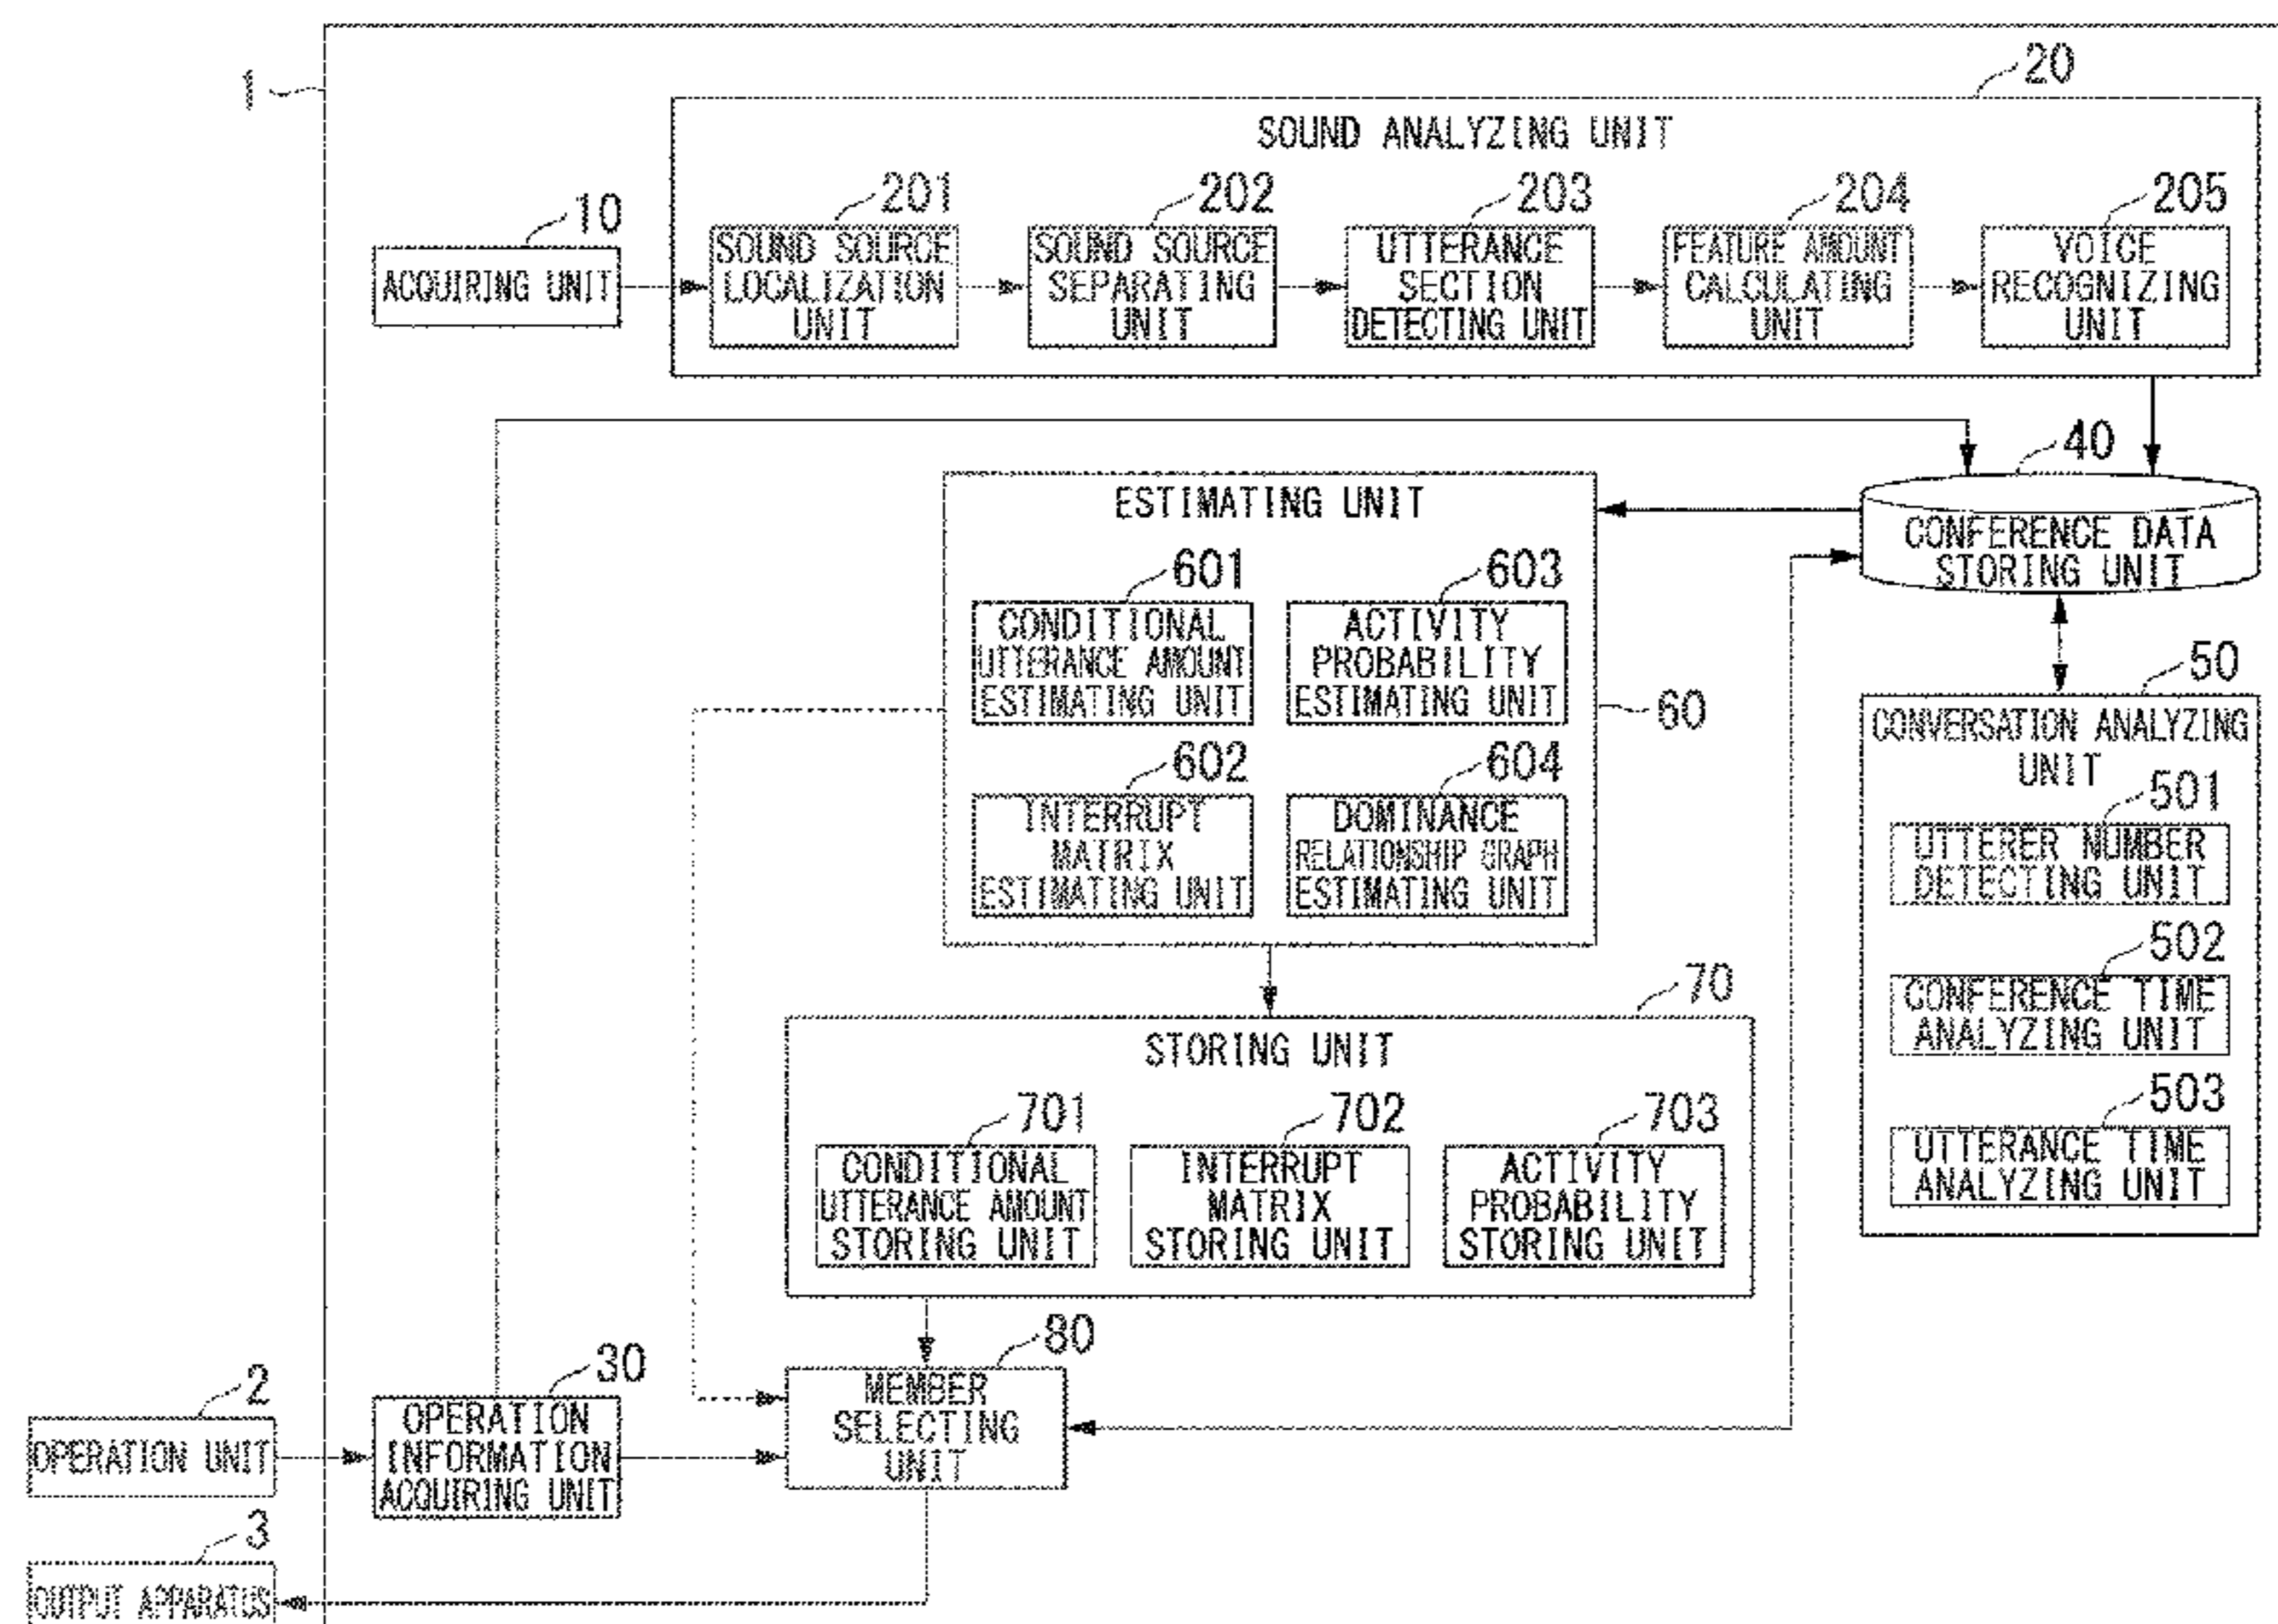 1
20
SOUND ANALYZING UNIT
10
ACQUIRING UNIT
201
SOUND SOURCE
LOCALIZATION
UNIT
202
SOUND SOURCE
SEPARATING
UNIT
203
UTTERANCE
SECTION
DETECTING UNIT
204
FEATURE AMOUNT
CALCULATING
UNIT
205
VOICE
RECOGNIZING
UNIT
40
CONFERENCE DATA
STORING UNIT
ESTIMATING UNIT
601
CONDITIONAL
UTTERANCE AMOUNT
ESTIMATING UNIT
603
ACTIVITY
PROBABILITY
ESTIMATING UNIT
60
602
INTERRUPT
MATRIX
ESTIMATING UNIT
604
DOMINANCE
RELATIONSHIP GRAPH
ESTIMATING UNIT
50
CONVERSATION ANALYZING
UNIT
501
UTTERER NUMBER
DETECTING UNIT
502
CONFERENCE TIME
ANALYZING UNIT
503
UTTERANCE TIME
ANALYZING UNIT
70
STORING UNIT
701
CONDITIONAL
UTTERANCE AMOUNT
STORING UNIT
702
INTERRUPT
MATRIX
STORING UNIT
703
ACTIVITY
PROBABILITY
STORING UNIT
80
MEMBER
SELECTING
UNIT
2
OPERATION UNIT
30
OPERATION
INFORMATION
ACQUIRING UNIT
3
OUTPUT APPARATUS